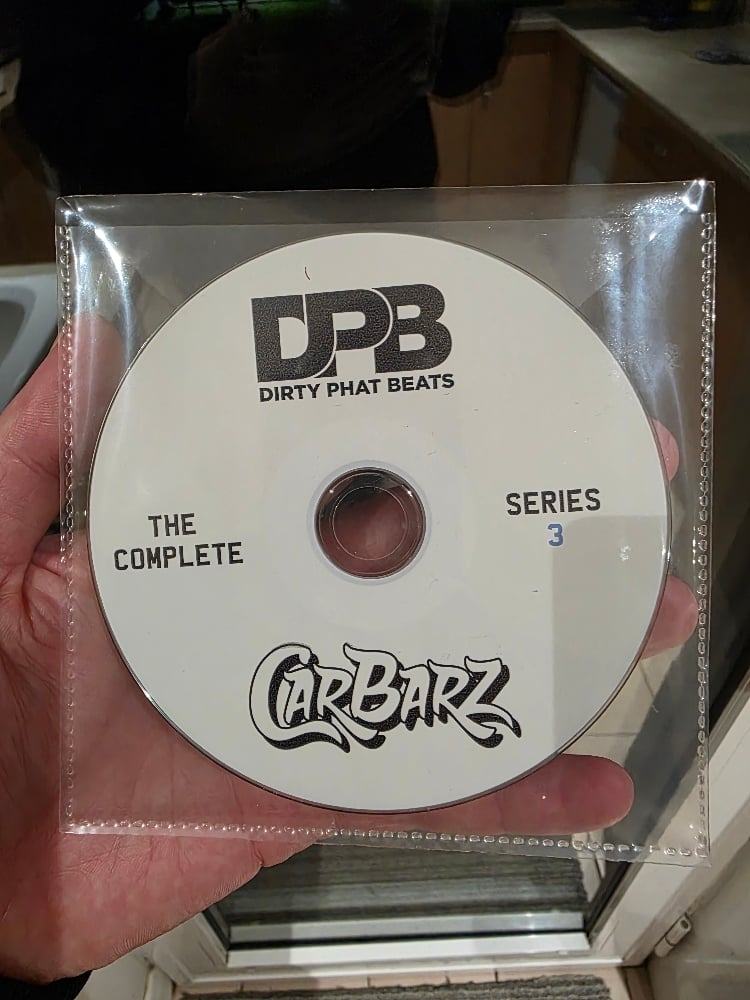 DPB
DIRTY PHAT BEATS
THE
COMPLETE
SERIES
3
CARBARZ